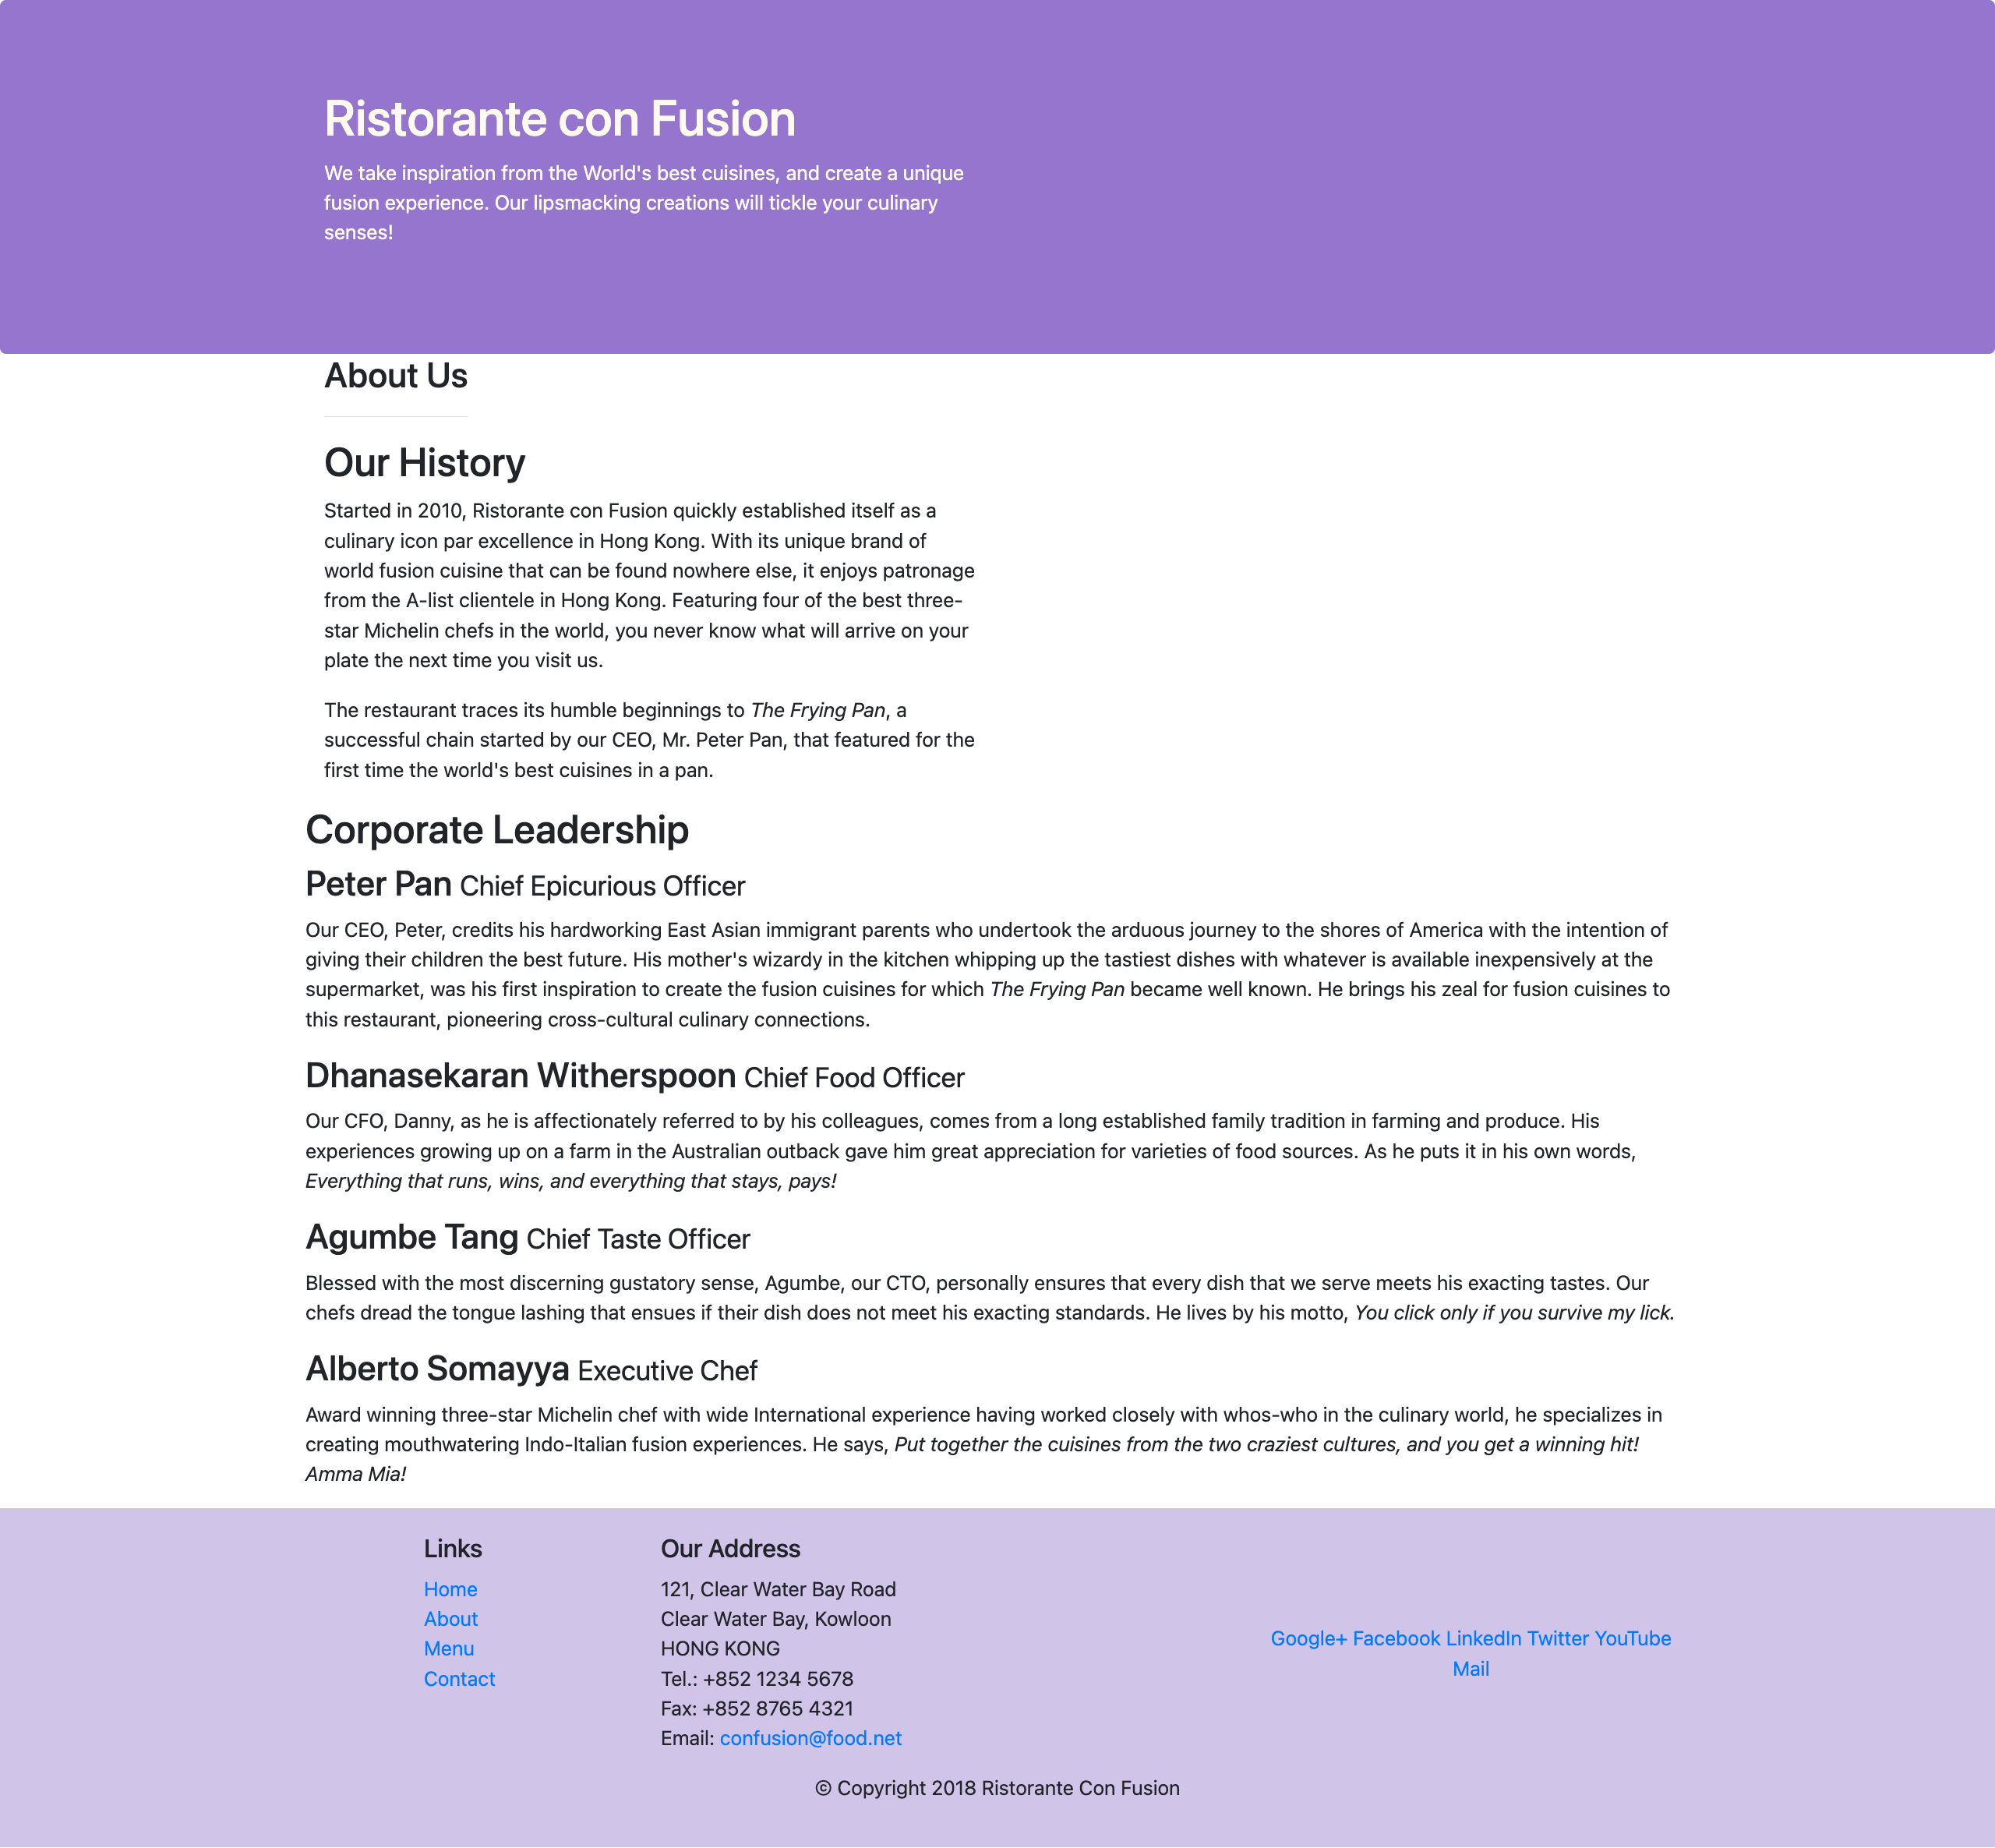 Ristorante con Fusion
We take inspiration from the World's best cuisines, and create a unique
fusion experience. Our lipsmacking creations will tickle your culinary
senses!
About Us
Our History
Started in 2010, Ristorante con Fusion quickly established itself as a
culinary icon par excellence in Hong Kong. With its unique brand of
world fusion cuisine that can be found nowhere else, it enjoys patronage
from the A-list clientele in Hong Kong. Featuring four of the best three-
star Michelin chefs in the world, you never know what will arrive on your
plate the next time you visit us.
The restaurant traces its humble beginnings to The Frying Pan, a
successful chain started by our CEO, Mr. Peter Pan, that featured for the
first time the world's best cuisines in a pan.
Corporate Leadership
Peter Pan Chief Epicurious Officer
Our CEO, Peter, credits his hardworking East Asian immigrant parents who undertook the arduous journey to the shores of America with the intention of
giving their children the best future. His mother's wizardy in the kitchen whipping up the tastiest dishes with whatever is available inexpensively at the
supermarket, was his first inspiration to create the fusion cuisines for which The Frying Pan became well known. He brings his zeal for fusion cuisines to
this restaurant, pioneering cross-cultural culinary connections.
Dhanasekaran Witherspoon Chief Food Officer
Our CFO, Danny, as he is affectionately referred to by his colleagues, comes from a long established family tradition in farming and produce. His
experiences growing up on a farm in the Australian outback gave him great appreciation for varieties of food sources. As he puts it in his own words,
Everything that runs, wins, and everything that stays, pays!
Agumbe Tang Chief Taste Officer
Blessed with the most discerning gustatory sense, Agumbe, our CTO, personally ensures that every dish that we serve meets his exacting tastes. Our
chefs dread the tongue lashing that ensues if their dish does not meet his exacting standards. He lives by his motto, You click only if you survive my lick.
Alberto Somayya Executive Chef
Award winning three-star Michelin chef with wide International experience having worked closely with whos-who in the culinary world, he specializes in
creating mouthwatering Indo-Italian fusion experiences. He says, Put together the cuisines from the two craziest cultures, and you get a winning hit!
Amma Mia!
Links
Home
About
Menu
Contact
Our Address
121, Clear Water Bay Road
Clear Water Bay, Kowloon
HONG KONG
Tel.: +852 1234 5678
Fax: +852 8765 4321
Email: confusion@food.net
Google+ Facebook LinkedIn Twitter YouTube
Mail
© Copyright 2018 Ristorante Con Fusion